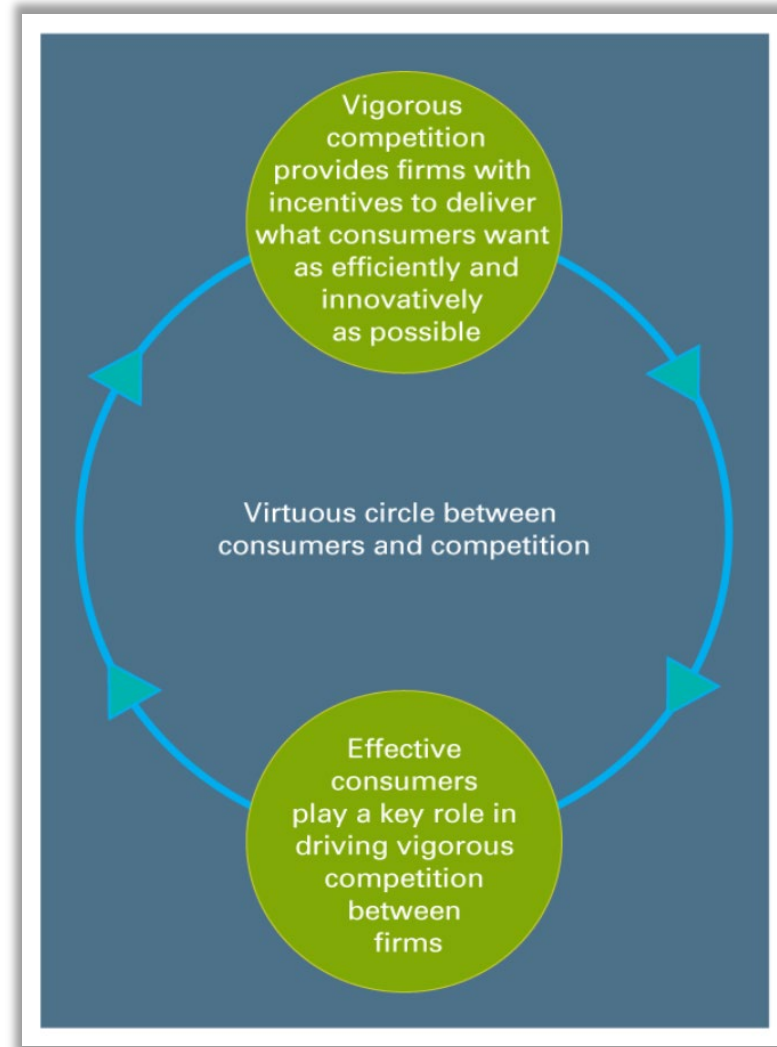 Vigorous
competition
provides firms with
incentives to deliver
what consumers want
as efficiently and
innovatively
as possible
Virtuous circle between
consumers and competition
Effective
consumers
play a key role in
driving vigorous
competition
between
firms